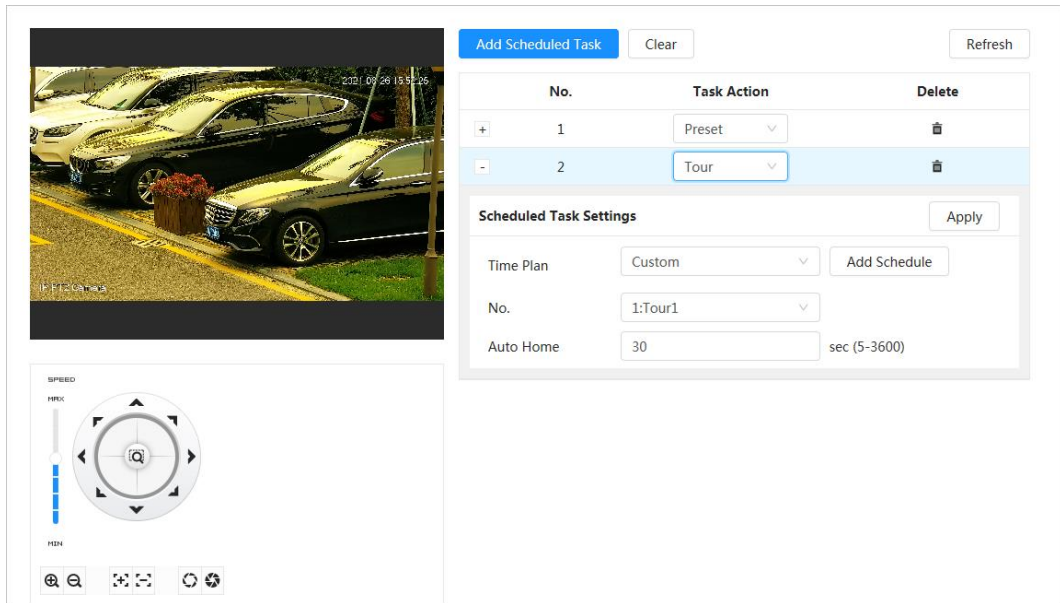 Add Scheduled Task Clear Refresh
2021-08-26 15:52:25
No. Task Action Delete
+ 1 Preset
- 2 Tour
Scheduled Task Settings Apply
Time Plan Custom Add Schedule
IP PTZ Camera
No. 1:Tour1
Auto Home 30 sec (5-3600)
SPEED
MAX
MIN